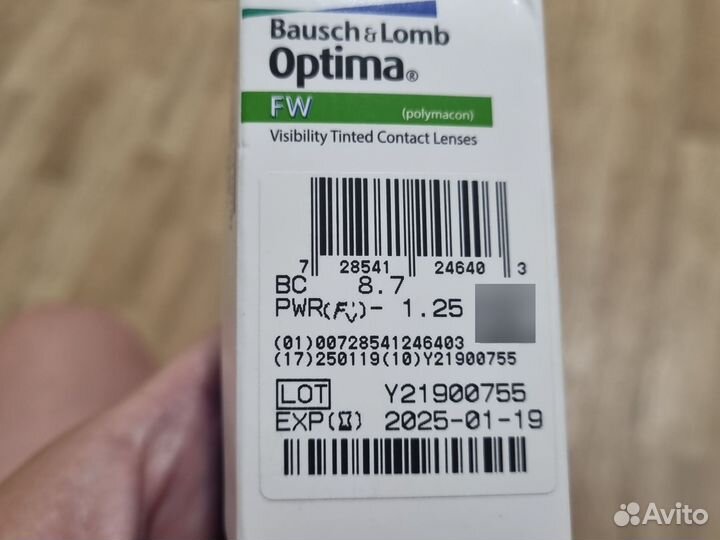 Bausch & Lomb
Optima®
FW (polymacon)
Visibility Tinted Contact Lenses
7 28541 24640 3
BC 8.7
PWR(Fv')- 1.25
(01)00728541246403
(17)250119(10)Y21900755
LOT Y21900755
EXP(⌛) 2025-01-19
Avito